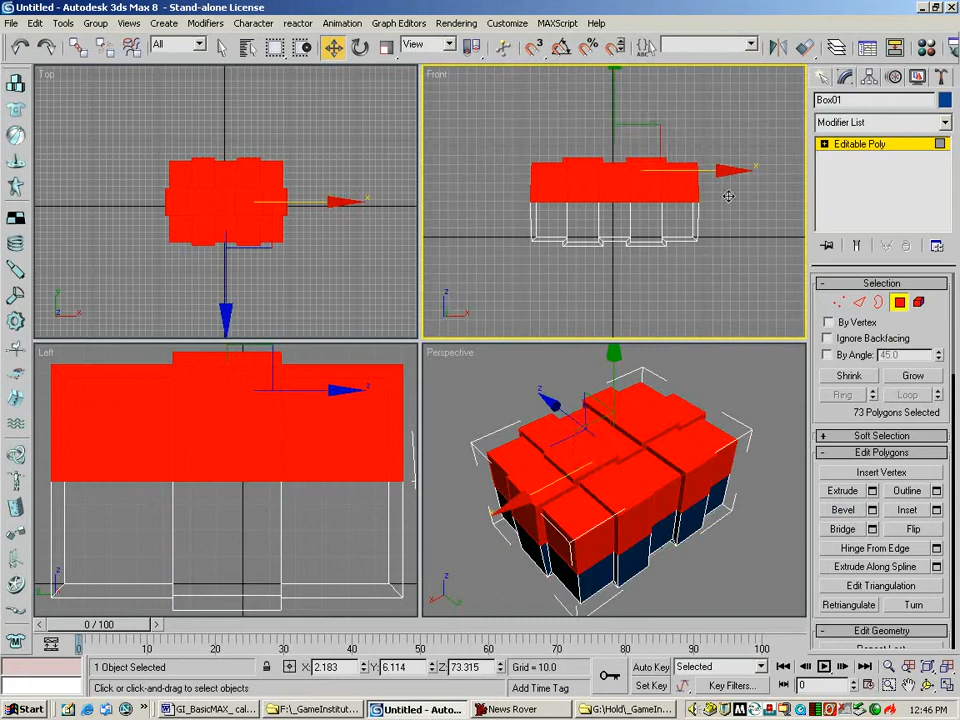 Untitled - Autodesk 3ds Max 8 - Stand-alone License
File Edit Tools Group Views Create Modifiers Character reactor Animation Graph Editors Rendering Customize MAXScript Help
All View
Top
Front
Left
Perspective
x
x
z
z
z x
y x
z
z
Box01
Modifier List
Editable Poly
- Selection
By Vertex
Ignore Backfacing
By Angle: 45.0
Shrink Grow
Ring Loop
73 Polygons Selected
+ Soft Selection
- Edit Polygons
Insert Vertex
Extrude Outline
Bevel Inset
Bridge Flip
Hinge From Edge
Extrude Along Spline
Edit Triangulation
Retriangulate Turn
- Edit Geometry
0 / 100
10 20 30 40 50 60 70 80 90 100
1 Object Selected X: 2.183 Y: 6.114 Z: 73.315 Grid = 10.0 Auto Key Selected
Click or click-and-drag to select objects Add Time Tag Set Key Key Filters... 0
Start GI_BasicMAX_ cal... F:\_GameInstitut... Untitled - Auto... News Rover G:\Hold\_GameIn... 12:46 PM